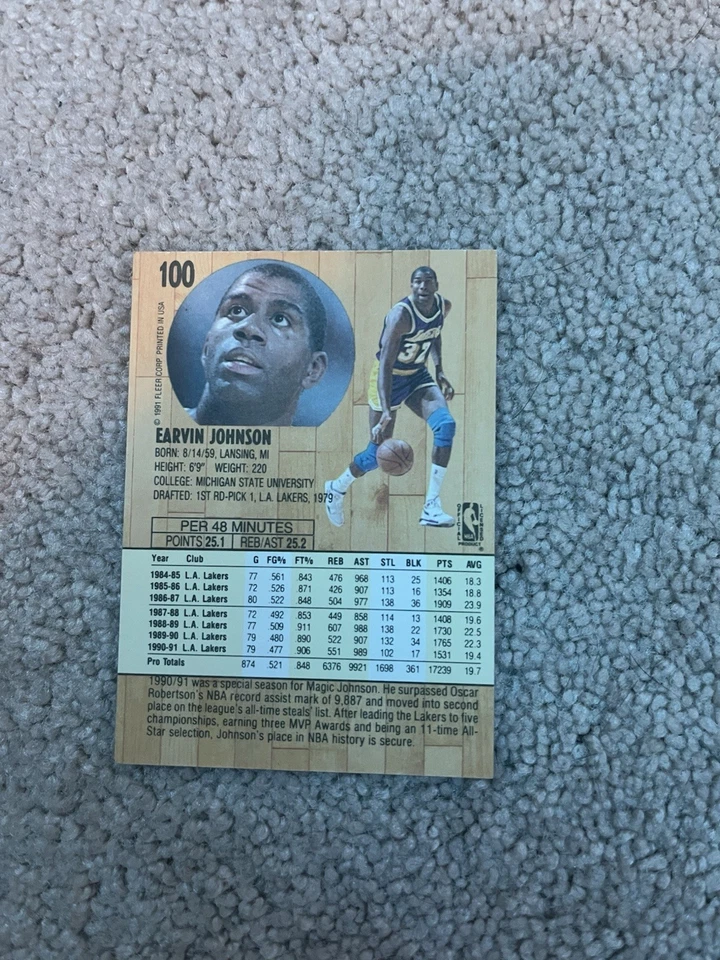 100
© 1991 FLEER CORP. PRINTED IN USA
32
EARVIN JOHNSON
BORN: 8/14/59, LANSING, MI
HEIGHT: 6'9" WEIGHT: 220
COLLEGE: MICHIGAN STATE UNIVERSITY
DRAFTED: 1ST RD-PICK 1, L.A. LAKERS, 1979
PER 48 MINUTES
POINTS 25.1 REB/AST 25.2
OFFICIAL LICENSED
NBA
PRODUCT
Year Club G FG% FT% REB AST STL BLK PTS AVG
1984-85 L.A. Lakers 77 .561 .843 476 968 113 25 1406 18.3
1985-86 L.A. Lakers 72 .526 .871 426 907 113 16 1354 18.8
1986-87 L.A. Lakers 80 .522 .848 504 977 138 36 1909 23.9
1987-88 L.A. Lakers 72 .492 .853 449 858 114 13 1408 19.6
1988-89 L.A. Lakers 77 .509 .911 607 988 138 22 1730 22.5
1989-90 L.A. Lakers 79 .480 .890 522 907 132 34 1765 22.3
1990-91 L.A. Lakers 79 .477 .906 551 989 102 17 1531 19.4
Pro Totals 874 .521 .848 6376 9921 1698 361 17239 19.7
1990/91 was a special season for Magic Johnson. He surpassed Oscar
Robertson's NBA record assist mark of 9,887 and moved into second
place on the league's all-time steals' list. After leading the Lakers to five
championships, earning three MVP Awards and being an 11-time All-
Star selection, Johnson's place in NBA history is secure.